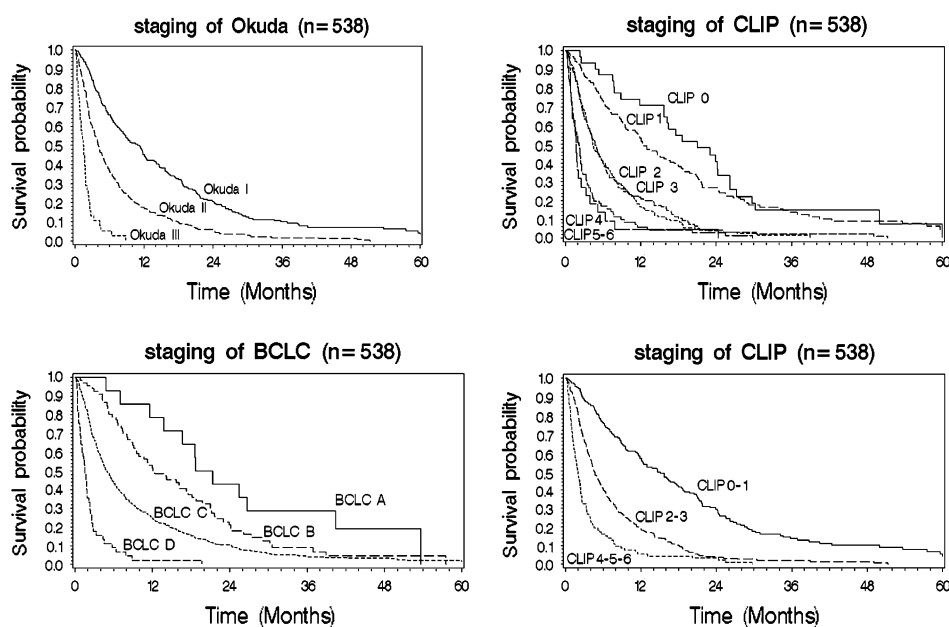 staging of Okuda (n=538)
Survival probability
1.0
0.9
0.8
0.7
0.6
0.5
0.4
0.3
0.2
0.1
0.0
Okuda I
Okuda II
Okuda III
0 12 24 36 48 60
Time (Months)
staging of CLIP (n=538)
Survival probability
1.0
0.9
0.8
0.7
0.6
0.5
0.4
0.3
0.2
0.1
0.0
CLIP 0
CLIP 1
CLIP 2
CLIP 3
CLIP 4
CLIP 5-6
0 12 24 36 48 60
Time (Months)
staging of BCLC (n=538)
Survival probability
1.0
0.9
0.8
0.7
0.6
0.5
0.4
0.3
0.2
0.1
0.0
BCLC A
BCLC C
BCLC B
BCLC D
0 12 24 36 48 60
Time (Months)
staging of CLIP (n=538)
Survival probability
1.0
0.9
0.8
0.7
0.6
0.5
0.4
0.3
0.2
0.1
0.0
CLIP 0-1
CLIP 2-3
CLIP 4-5-6
0 12 24 36 48 60
Time (Months)